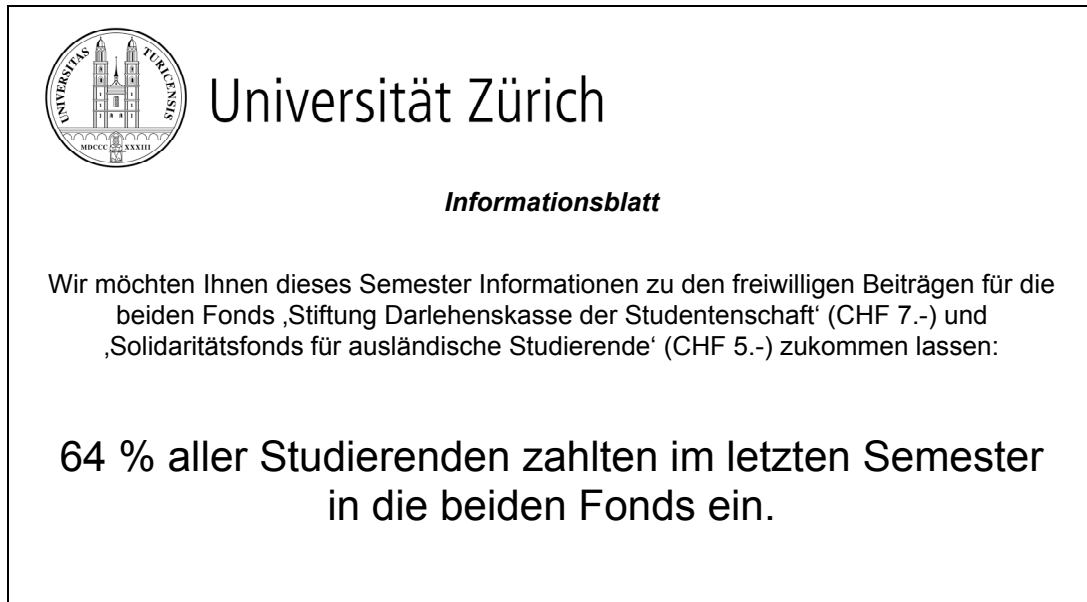 UNIVERSITAS TURICENSIS
MDCCC XXXIII
Universität Zürich
Informationsblatt
Wir möchten Ihnen dieses Semester Informationen zu den freiwilligen Beiträgen für die
beiden Fonds ‚Stiftung Darlehenskasse der Studentenschaft‘ (CHF 7.-) und
‚Solidaritätsfonds für ausländische Studierende‘ (CHF 5.-) zukommen lassen:
64 % aller Studierenden zahlten im letzten Semester
in die beiden Fonds ein.